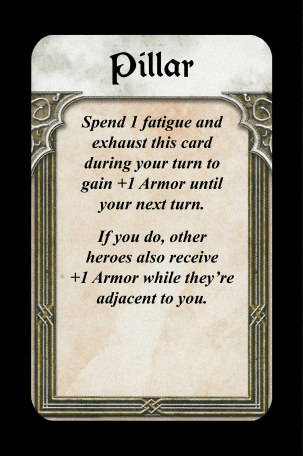 Pillar
Spend 1 fatigue and
exhaust this card
during your turn to
gain +1 Armor until
your next turn.
If you do, other
heroes also receive
+1 Armor while they're
adjacent to you.